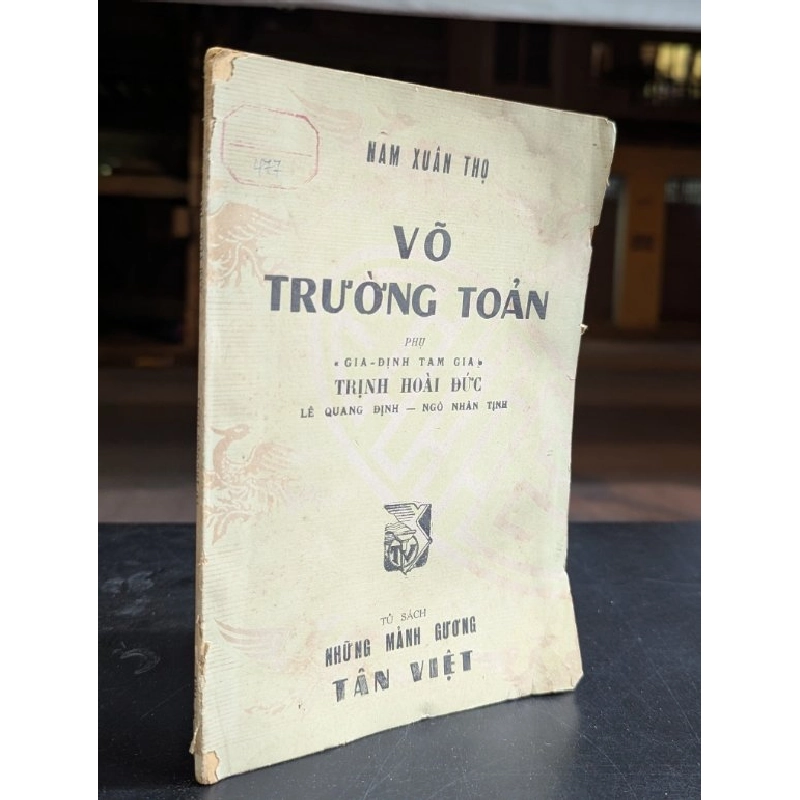 477
NAM XUÂN THỌ
VÕ
TRƯỜNG TOẢN
PHỤ
« GIA-ĐỊNH TAM GIA »
TRỊNH HOÀI ĐỨC
LÊ QUANG ĐỊNH — NGÔ NHÂN TỊNH
TV
TỦ SÁCH
NHỮNG MẢNH GƯƠNG
TÂN VIỆT